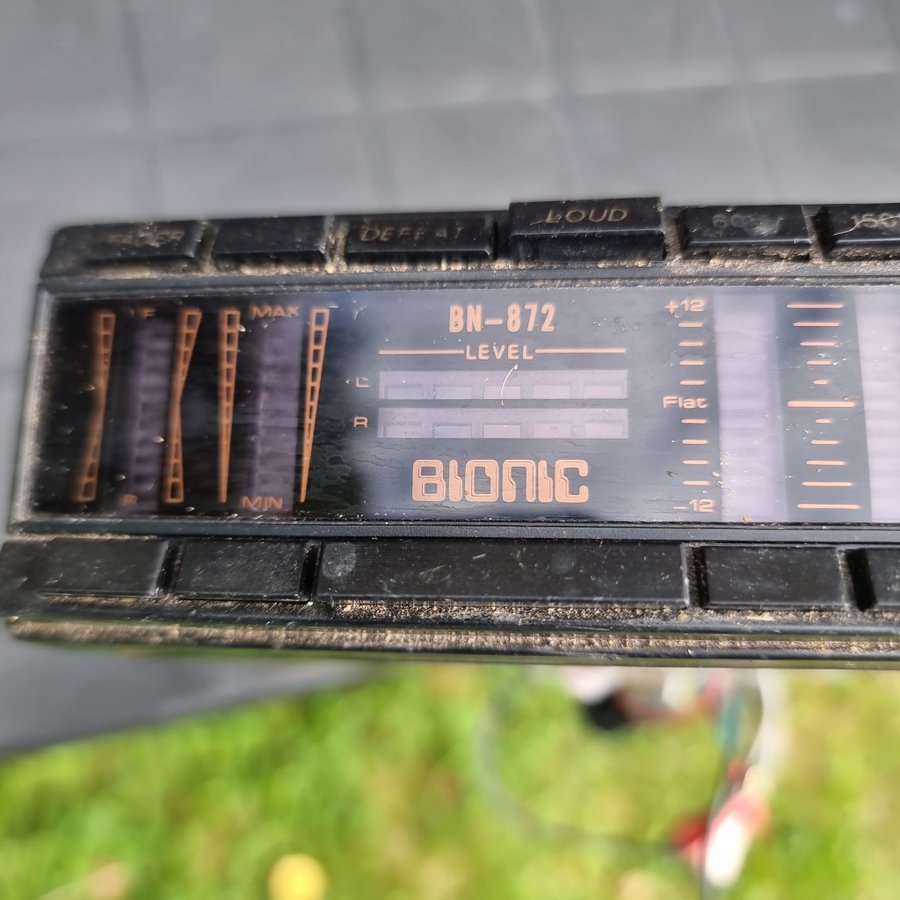 DEFEAT
LOUD
MAX
BN-872
LEVEL
L
R
BIONIC
MIN
+12
Flat
-12